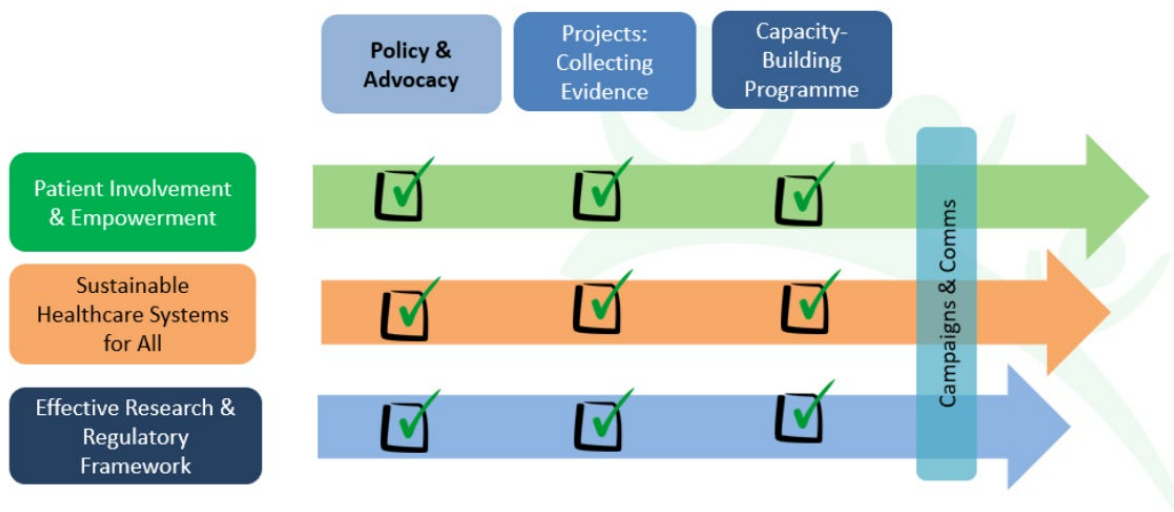 Policy &
Advocacy
Projects:
Collecting
Evidence
Capacity-
Building
Programme
Patient Involvement
& Empowerment
Sustainable
Healthcare Systems
for All
Effective Research &
Regulatory
Framework
Campaigns & Comms